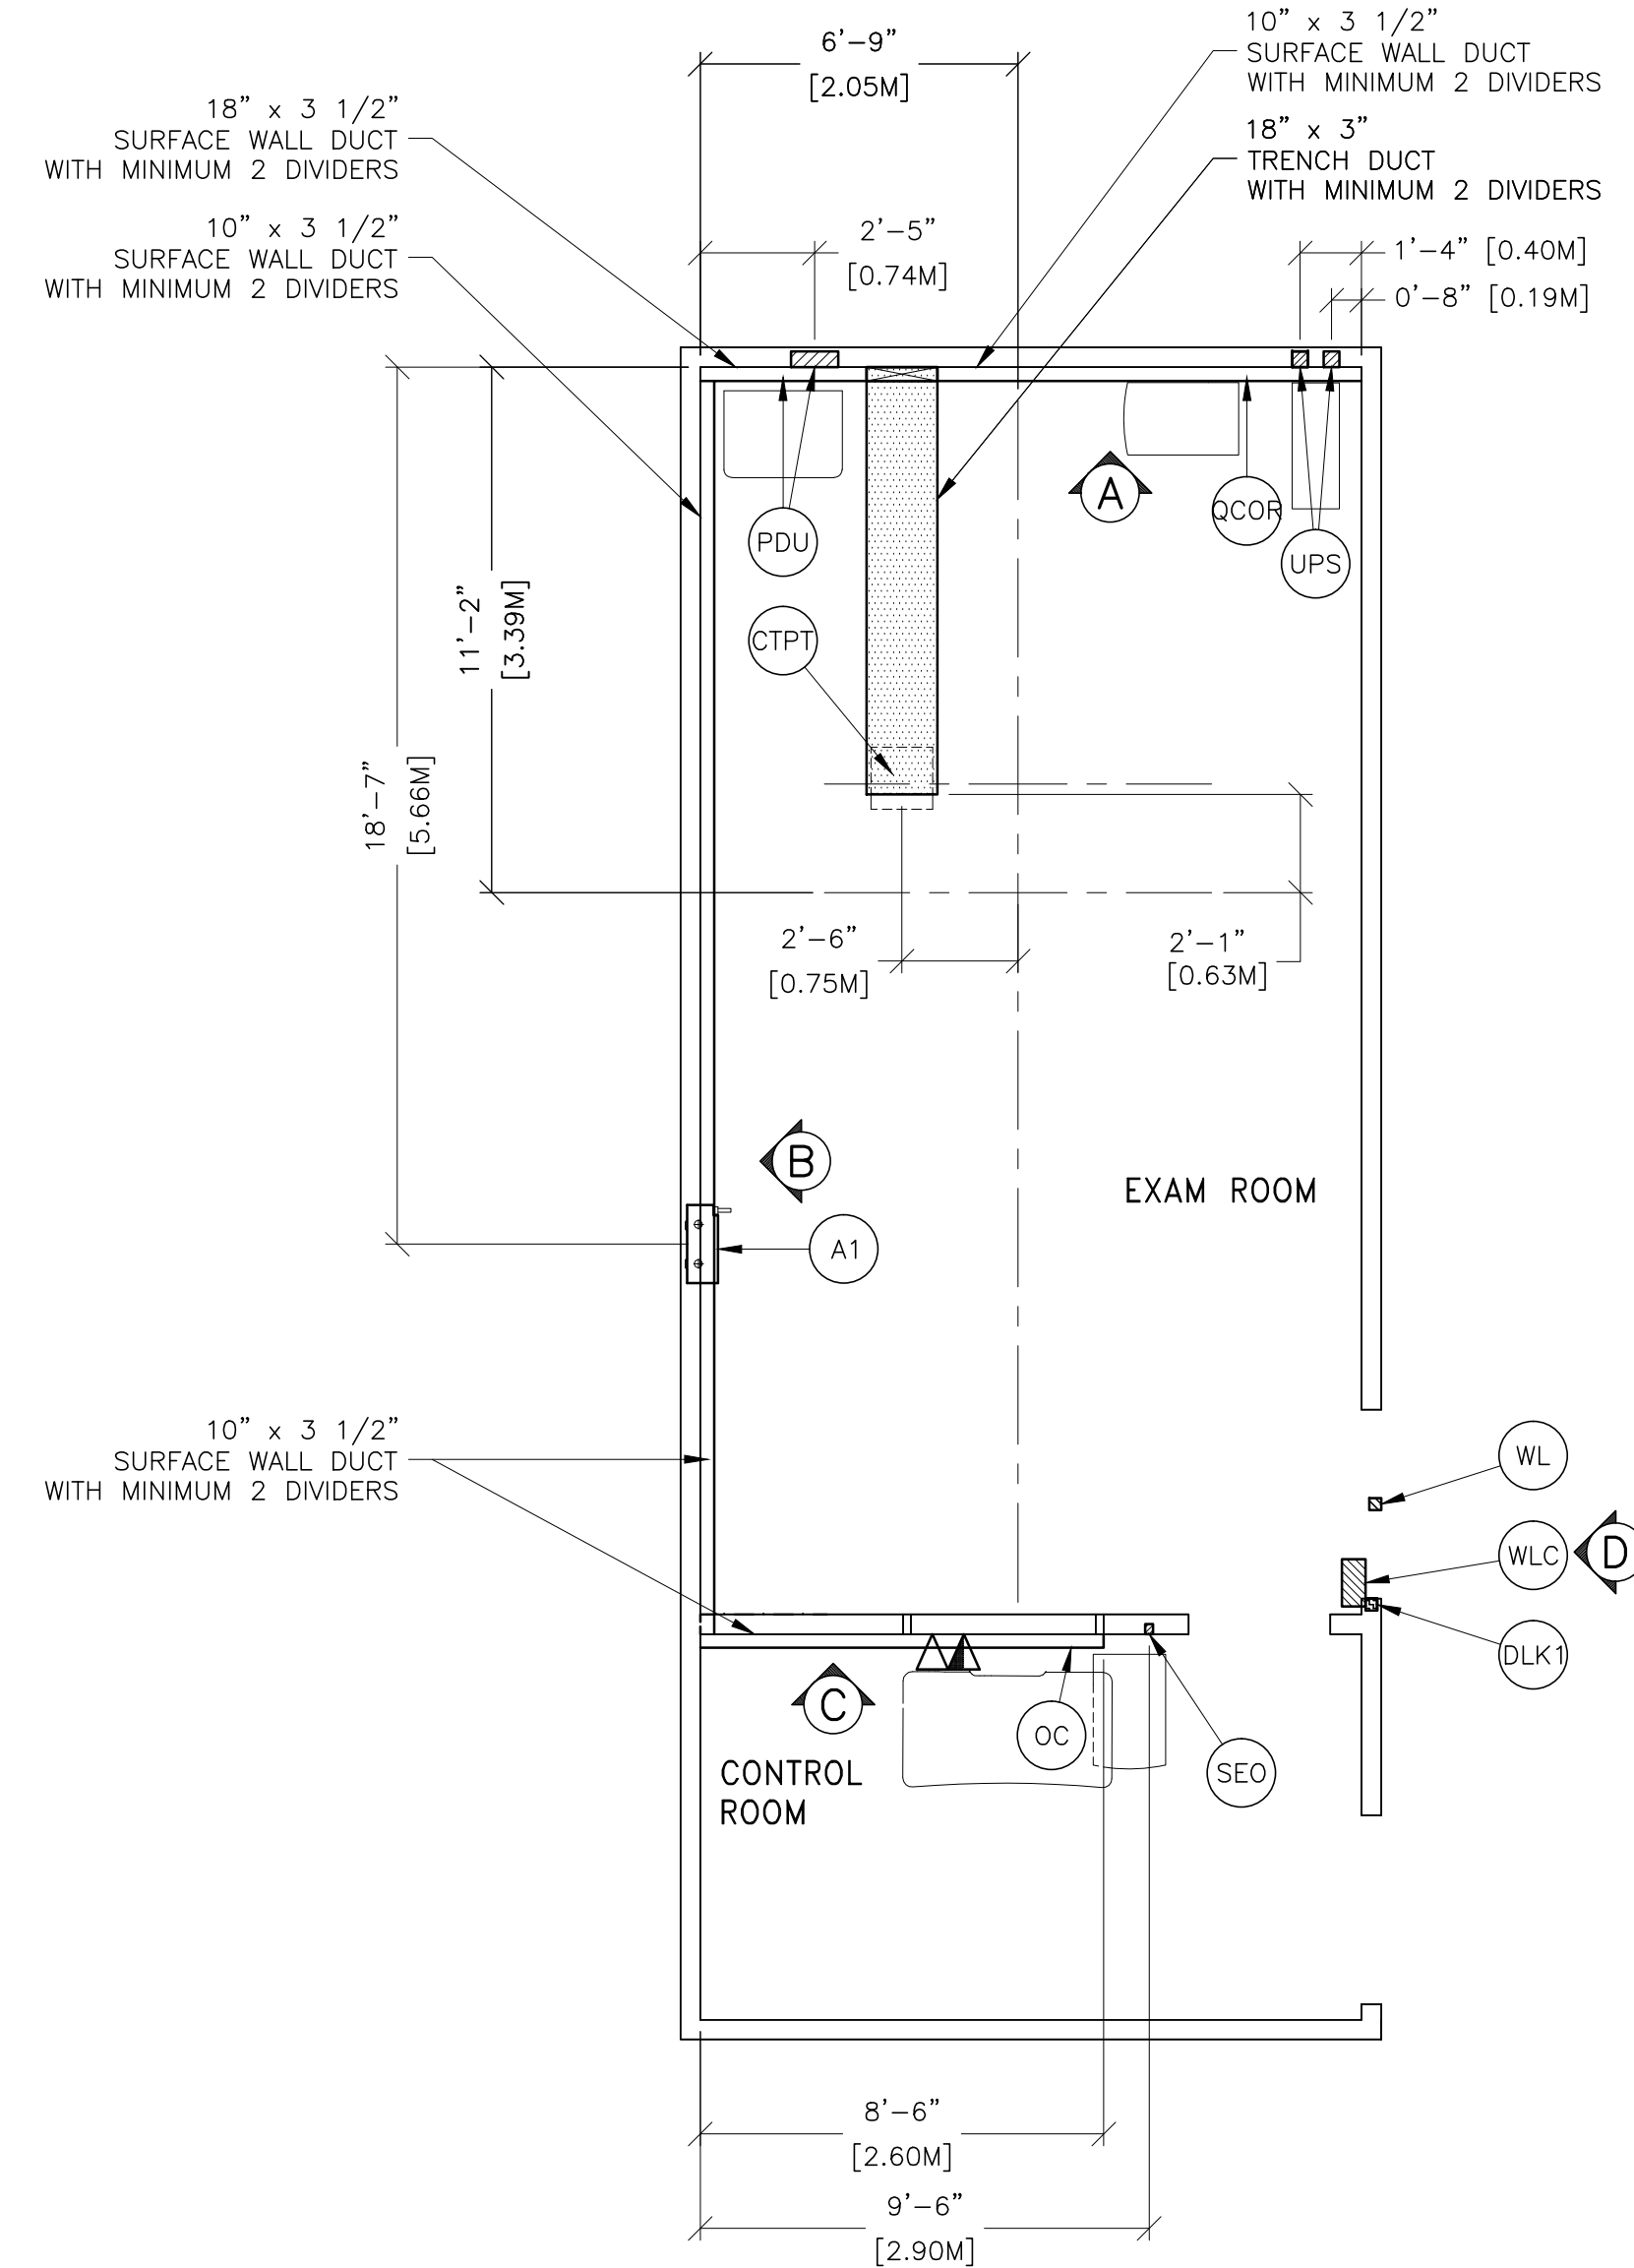 6'-9"
[2.05M]
10" x 3 1/2"
SURFACE WALL DUCT
WITH MINIMUM 2 DIVIDERS
18" x 3 1/2"
SURFACE WALL DUCT
WITH MINIMUM 2 DIVIDERS
18" x 3"
TRENCH DUCT
WITH MINIMUM 2 DIVIDERS
10" x 3 1/2"
SURFACE WALL DUCT
WITH MINIMUM 2 DIVIDERS
2'-5"
[0.74M]
1'-4" [0.40M]
0'-8" [0.19M]
A
QCOR
PDU
UPS
CTPT
11'-2"
[3.39M]
18'-7"
[5.66M]
2'-6"
[0.75M]
2'-1"
[0.63M]
B
EXAM ROOM
A1
10" x 3 1/2"
SURFACE WALL DUCT
WITH MINIMUM 2 DIVIDERS
WL
WLC
D
DLK1
C
OC
SEO
CONTROL
ROOM
8'-6"
[2.60M]
9'-6"
[2.90M]